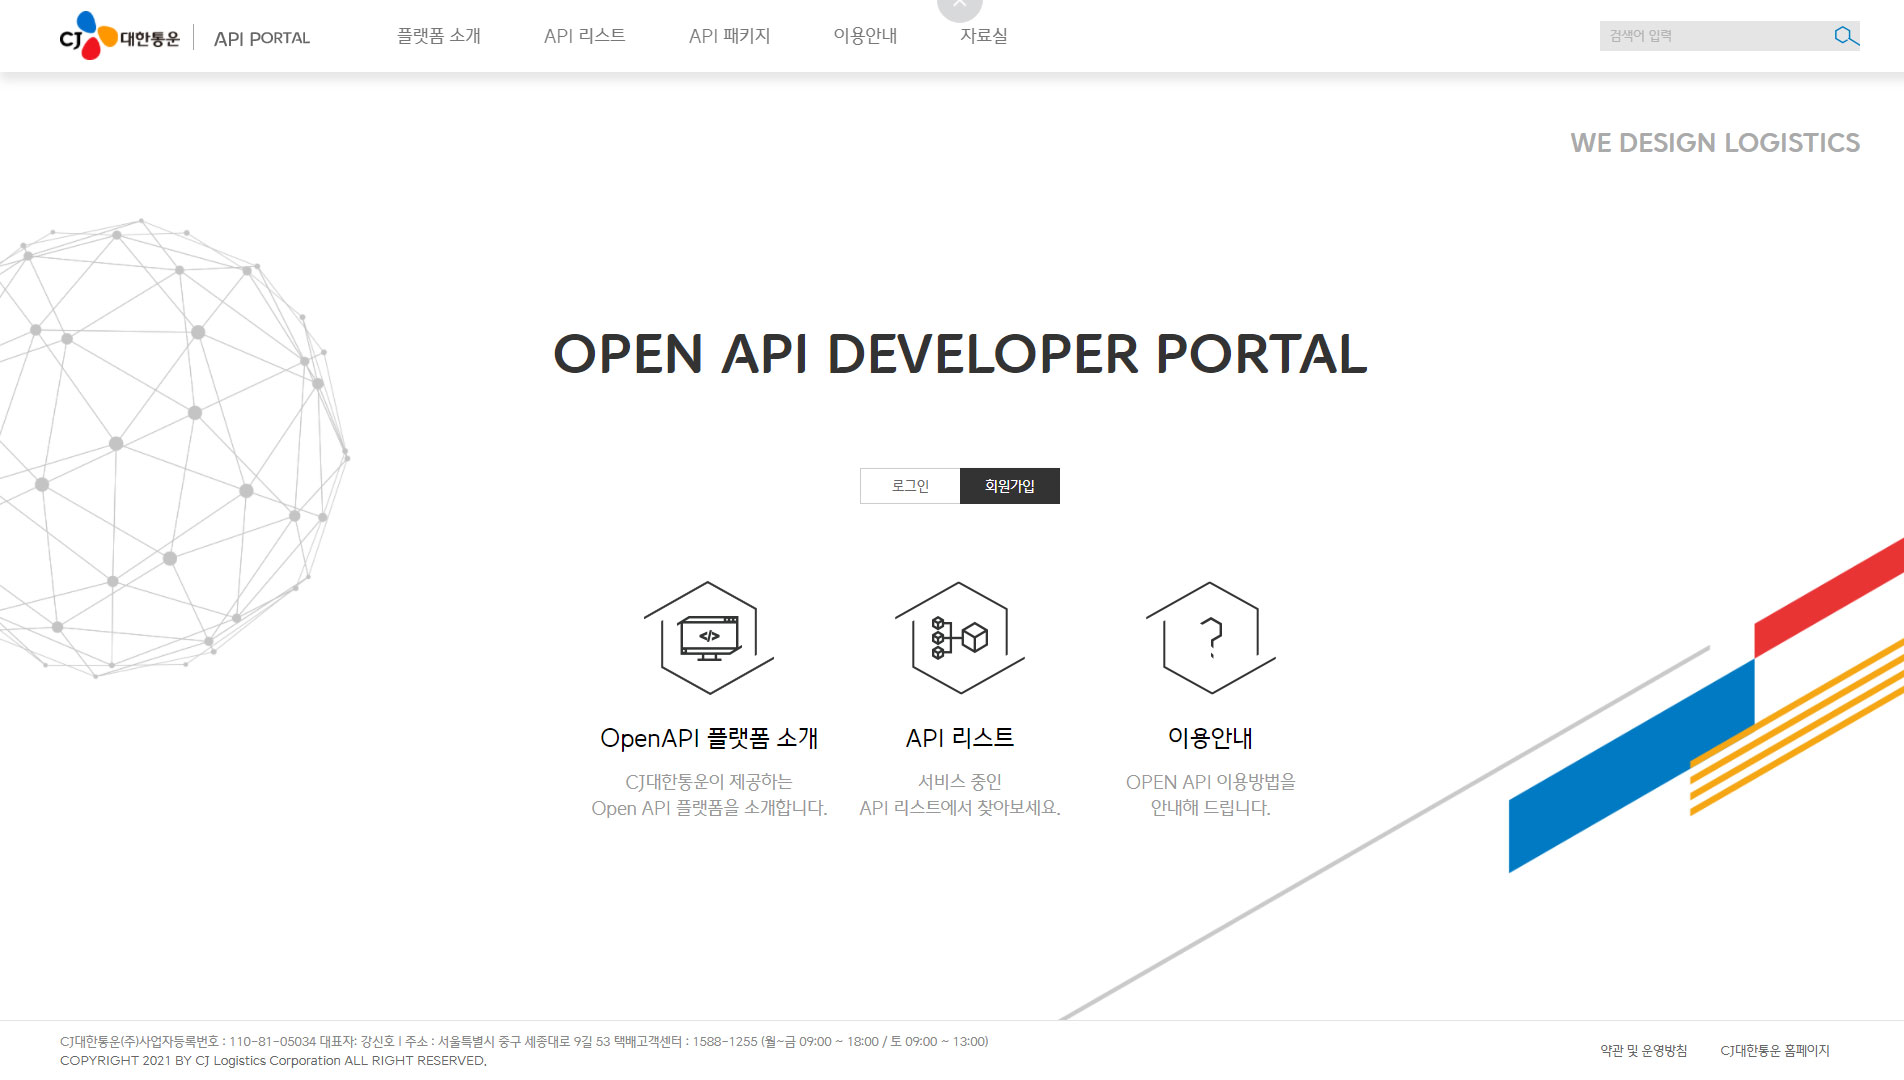 CJ대한통운 API PORTAL
플랫폼 소개 API 리스트 API 패키지 이용안내 자료실
검색어 입력
WE DESIGN LOGISTICS
OPEN API DEVELOPER PORTAL
로그인 회원가입
</>
?
OpenAPI 플랫폼 소개
CJ대한통운이 제공하는
Open API 플랫폼을 소개합니다.
API 리스트
서비스 중인
API 리스트에서 찾아보세요.
이용안내
OPEN API 이용방법을
안내해 드립니다.
CJ대한통운(주)사업자등록번호 : 110-81-05034 대표자: 강신호 l 주소 : 서울특별시 중구 세종대로 9길 53 택배고객센터 : 1588-1255 (월~금 09:00 ~ 18:00 / 토 09:00 ~ 13:00)
COPYRIGHT 2021 BY CJ Logistics Corporation ALL RIGHT RESERVED.
약관 및 운영방침 CJ대한통운 홈페이지